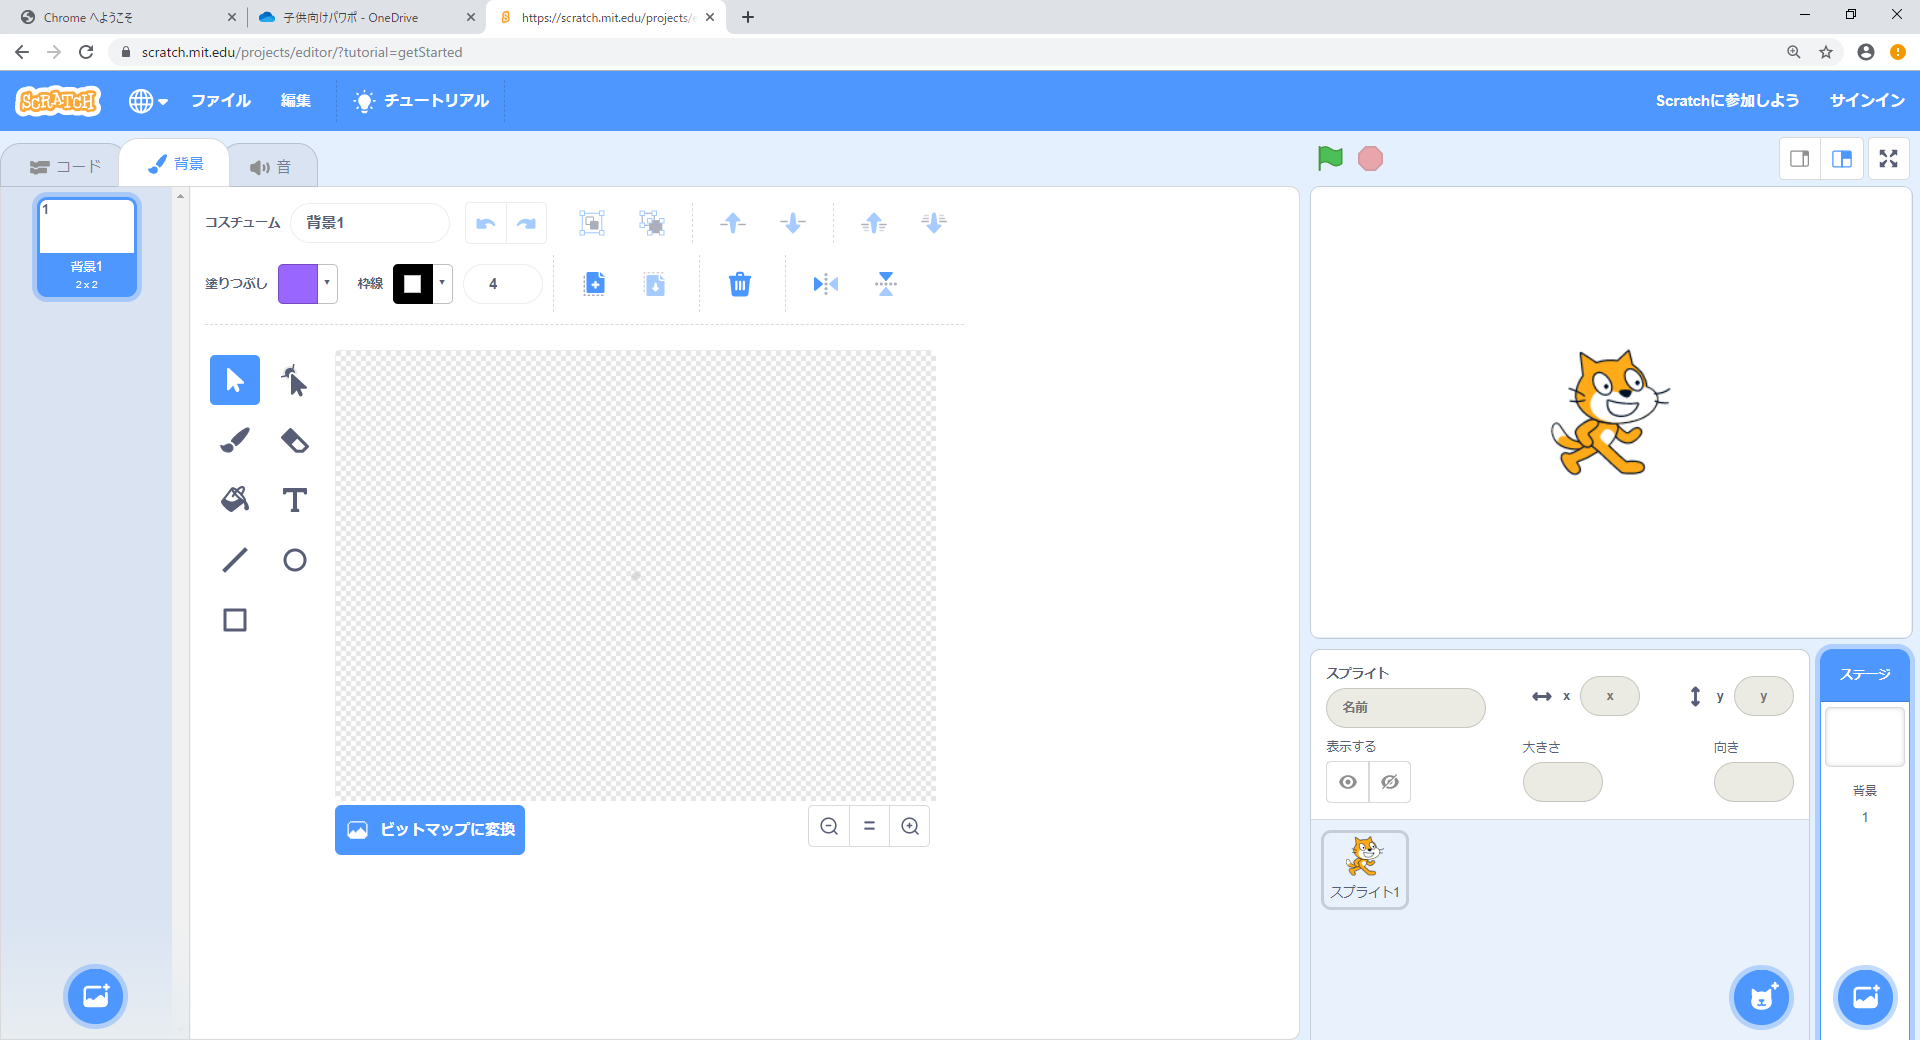 Chrome へようこそ
子供向けパワポ - OneDrive
https://scratch.mit.edu/projects/e
scratch.mit.edu/projects/editor/?tutorial=getStarted
SCRATCH
ファイル
編集
チュートリアル
Scratchに参加しよう
サインイン
コード
背景
音
1
背景1
2 x 2
コスチューム
背景1
塗りつぶし
枠線
4
T
ビットマップに変換
スプライト
名前
x
x
y
y
表示する
大きさ
向き
スプライト1
ステージ
背景
1